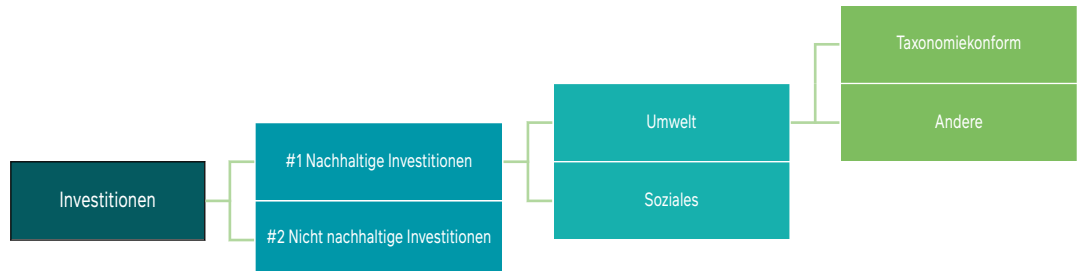 Investitionen
#1 Nachhaltige Investitionen
#2 Nicht nachhaltige Investitionen
Umwelt
Soziales
Taxonomiekonform
Andere